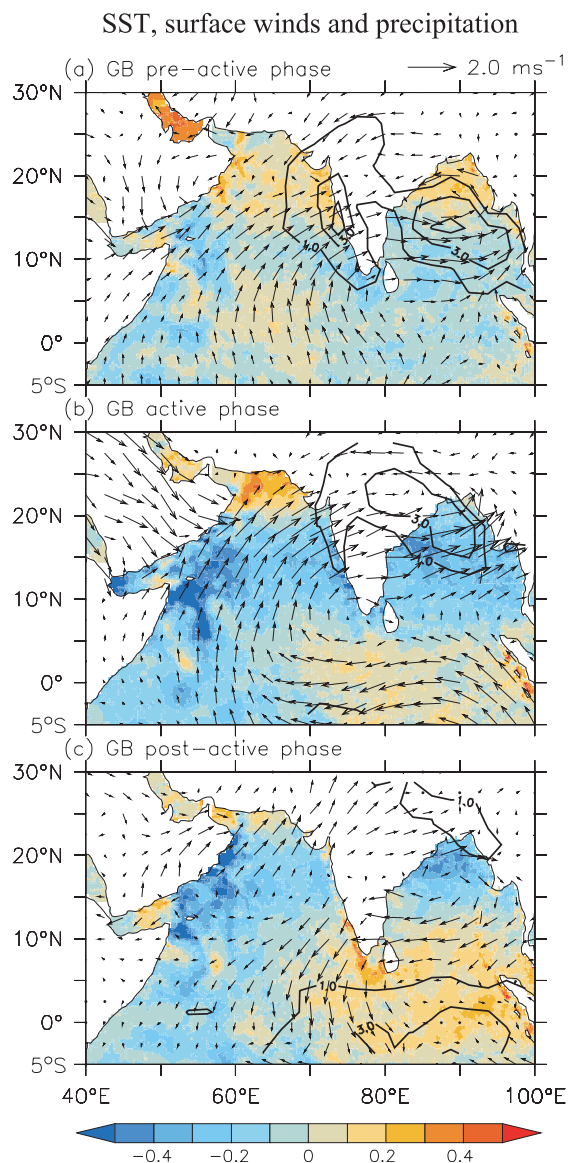 SST, surface winds and precipitation
(a) GB pre-active phase
2.0 ms⁻¹
30°N
20°N
10°N
0°
5°S
1.0
3.0
3.0
(b) GB active phase
30°N
20°N
10°N
0°
5°S
3.0
1.0
(c) GB post-active phase
30°N
20°N
10°N
0°
5°S
1.0
1.0
3.0
40°E 60°E 80°E 100°E
-0.4 -0.2 0 0.2 0.4